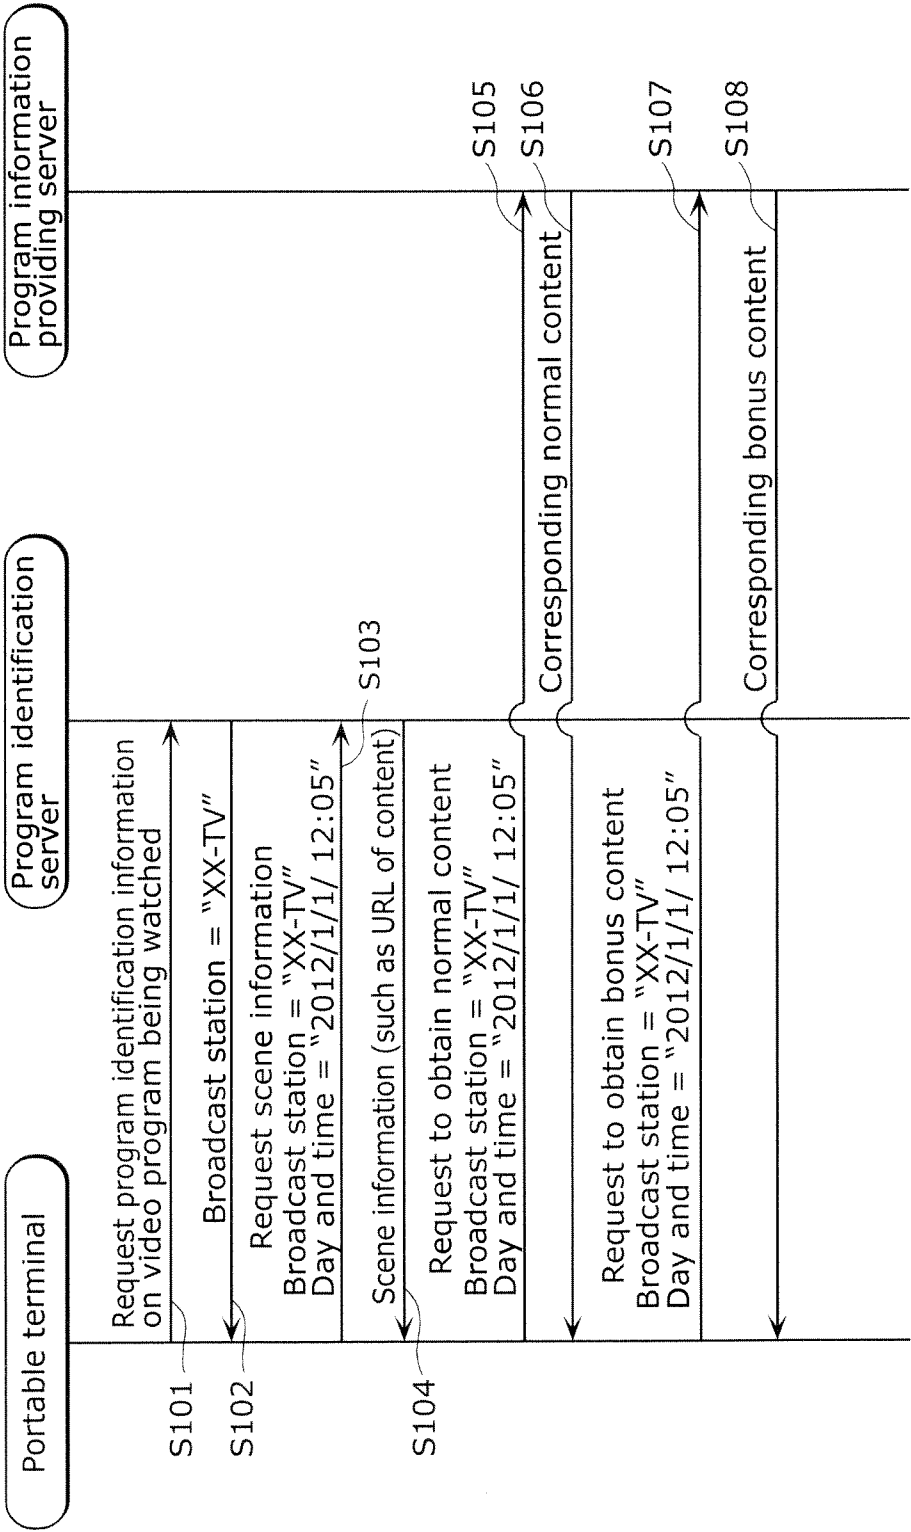 Portable terminal
Program identification
server
Program information
providing server
Request program identification information
on video program being watched
S101
Broadcast station = “XX-TV”
S102
Request scene information
Broadcast station = “XX-TV”
Day and time = “2012/1/1/ 12:05”
S103
Scene information (such as URL of content)
S104
Request to obtain normal content
Broadcast station = “XX-TV”
Day and time = “2012/1/1/ 12:05”
S105
Corresponding normal content
S106
Request to obtain bonus content
Broadcast station = “XX-TV”
Day and time = “2012/1/1/ 12:05”
S107
Corresponding bonus content
S108